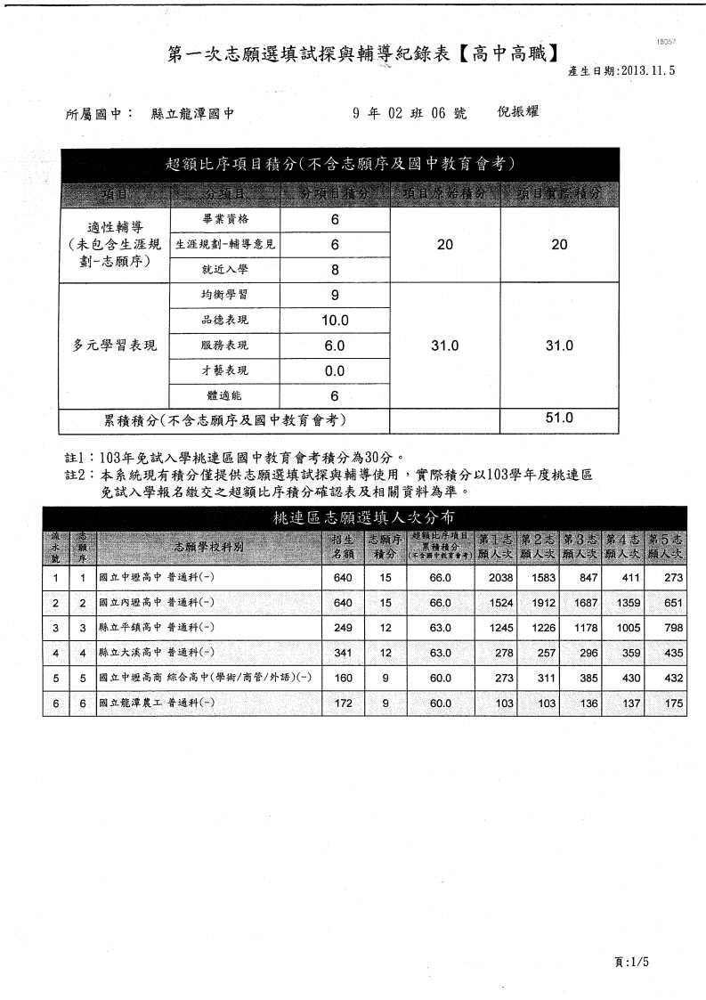 18057
第一次志願選填試探與輔導紀錄表【高中高職】
產生日期:2013.11.5
所屬國中： 縣立龍潭國中 9 年 02 班 06 號 倪振耀
超額比序項目積分(不含志願序及國中教育會考)
項目 分項目 分項目積分 項目原始積分 項目實際積分
適性輔導
(未包含生涯規
劃-志願序)
畢業資格 6
生涯規劃-輔導意見 6 20 20
就近入學 8
均衡學習 9
品德表現 10.0
多元學習表現 服務表現 6.0 31.0 31.0
才藝表現 0.0
體適能 6
累積積分(不含志願序及國中教育會考) 51.0
註1：103年免試入學桃連區國中教育會考積分為30分。
註2：本系統現有積分僅提供志願選填試探與輔導使用，實際積分以103學年度桃連區
免試入學報名繳交之超額比序積分確認表及相關資料為準。
桃連區志願選填人次分布
流水號 志願序 志願學校科別 招生名額 志願序積分 超額比序項目累積積分(不含國中教育會考) 第1志願人次 第2志願人次 第3志願人次 第4志願人次 第5志願人次
1 1 國立中壢高中 普通科(-) 640 15 66.0 2038 1583 847 411 273
2 2 國立內壢高中 普通科(-) 640 15 66.0 1524 1912 1687 1359 651
3 3 縣立平鎮高中 普通科(-) 249 12 63.0 1245 1226 1178 1005 798
4 4 縣立大溪高中 普通科(-) 341 12 63.0 278 257 296 359 435
5 5 國立中壢高商 綜合高中(學術/商管/外語)(-) 160 9 60.0 273 311 385 430 432
6 6 國立龍潭農工 普通科(-) 172 9 60.0 103 103 136 137 175
頁:1/5